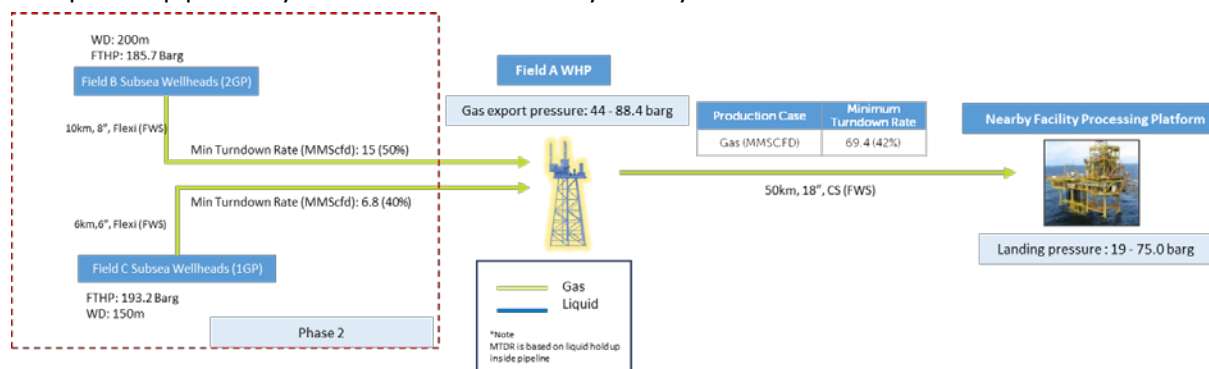 WD: 200m
FTHP: 185.7 Barg
Field B Subsea Wellheads (2GP)
10km, 8", Flexi (FWS)
Min Turndown Rate (MMScfd): 15 (50%)
Min Turndown Rate (MMScfd): 6.8 (40%)
6km,6", Flexi (FWS)
Field C Subsea Wellheads (1GP)
FTHP: 193.2 Barg
WD: 150m
Phase 2
Field A WHP
Gas export pressure: 44 - 88.4 barg
Gas
Liquid
*Note
MTDR is based on liquid hold up
inside pipeline
Production Case
Minimum
Turndown Rate
Gas (MMSCFD)
69.4 (42%)
50km, 18", CS (FWS)
Nearby Facility Processing Platform
Landing pressure : 19 - 75.0 barg